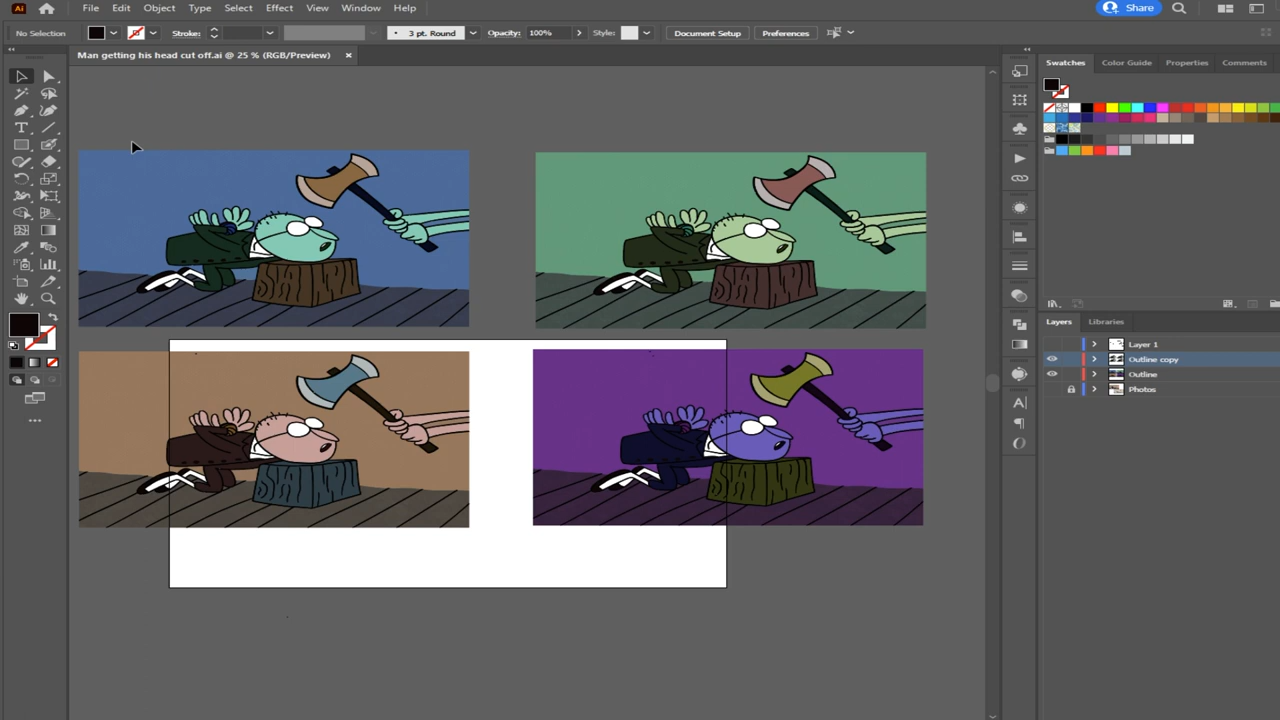 Ai File Edit Object Type Select Effect View Window Help Share
No Selection Stroke: 3 pt. Round Opacity: 100% Style: Document Setup Preferences
Man getting his head cut off.ai @ 25 % (RGB/Preview) ×
Swatches Color Guide Properties Comments
Layers Libraries
Layer 1
Outline copy
Outline
Photos